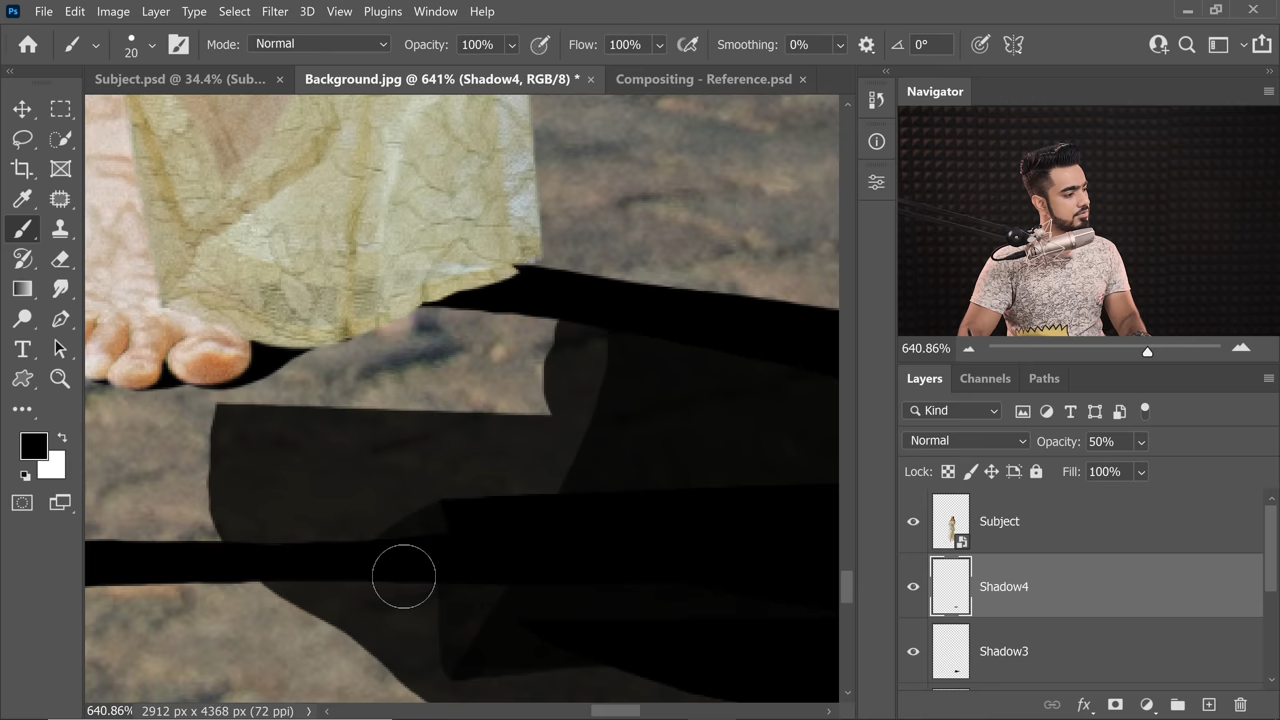 Ps File Edit Image Layer Type Select Filter 3D View Plugins Window Help
20 Mode: Normal Opacity: 100% Flow: 100% Smoothing: 0% 0°
Subject.psd @ 34.4% (Sub... × Background.jpg @ 641% (Shadow4, RGB/8) * × Compositing - Reference.psd ×
Navigator
640.86%
Layers Channels Paths
Kind
Normal Opacity: 50%
Lock: Fill: 100%
Subject
Shadow4
Shadow3
640.86% 2912 px x 4368 px (72 ppi)